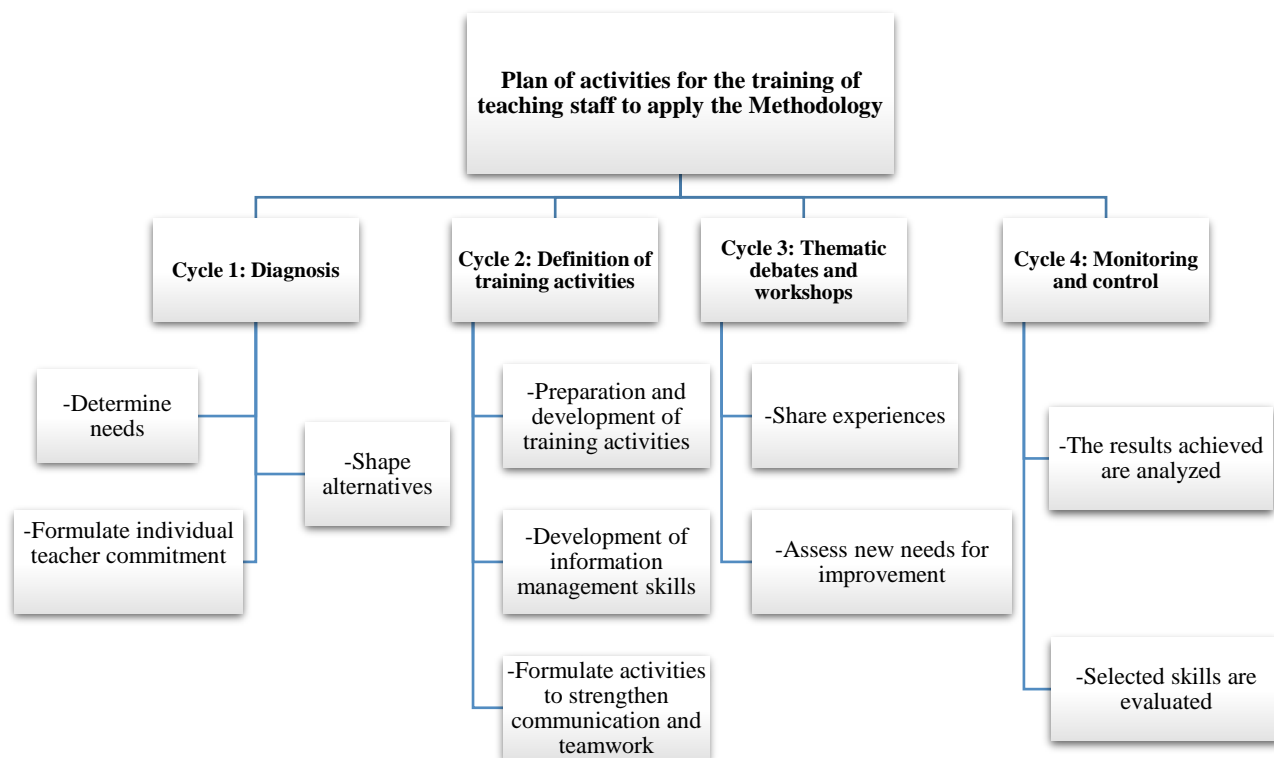 Plan of activities for the training of
teaching staff to apply the Methodology
Cycle 1: Diagnosis
-Determine
needs
-Shape
alternatives
-Formulate individual
teacher commitment
Cycle 2: Definition of
training activities
-Preparation and
development of
training activities
-Development of
information
management skills
-Formulate activities
to strengthen
communication and
teamwork
Cycle 3: Thematic
debates and
workshops
-Share experiences
-Assess new needs for
improvement
Cycle 4: Monitoring
and control
-The results achieved
are analyzed
-Selected skills are
evaluated